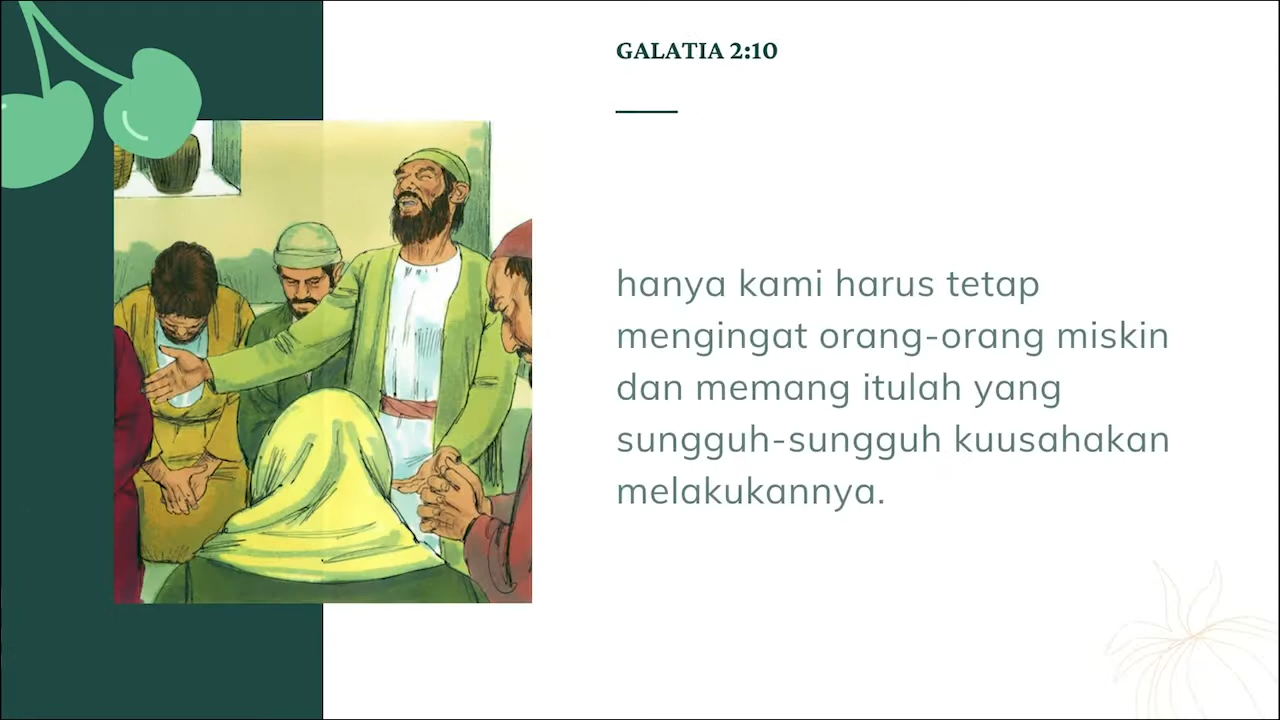 GALATIA 2:10
hanya kami harus tetap
mengingat orang-orang miskin
dan memang itulah yang
sungguh-sungguh kuusahakan
melakukannya.